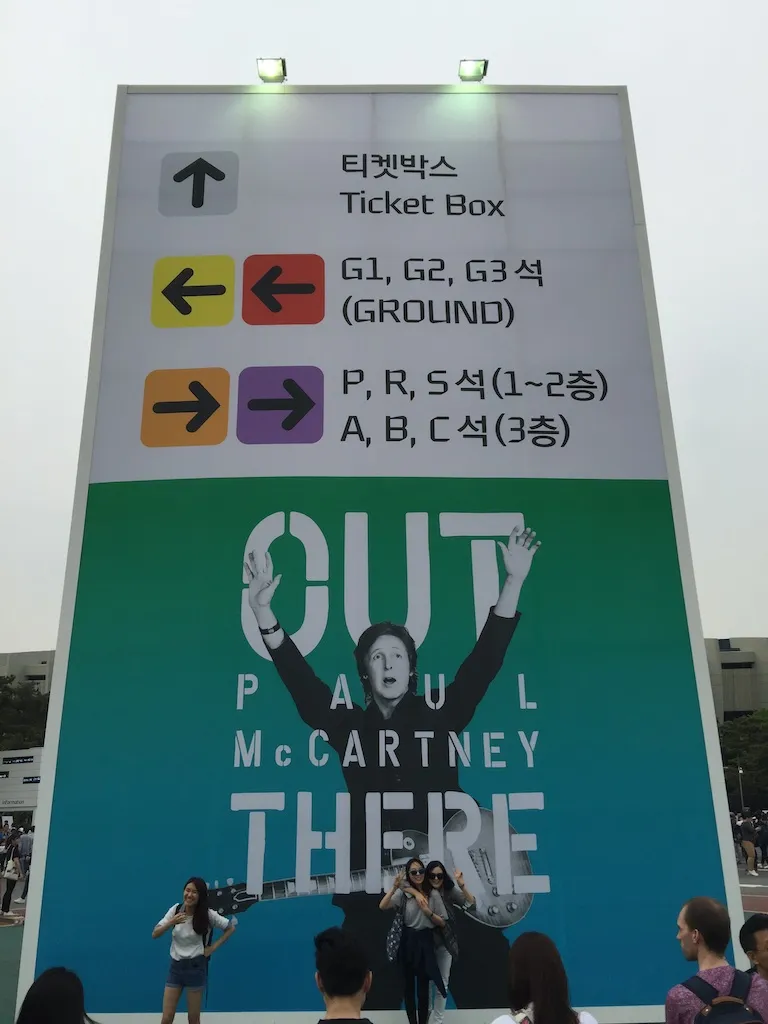 티켓박스
Ticket Box
G1, G2, G3 석
(GROUND)
P, R, S 석 (1~2층)
A, B, C 석 (3층)
OUT
PAUL
McCARTNEY
THERE